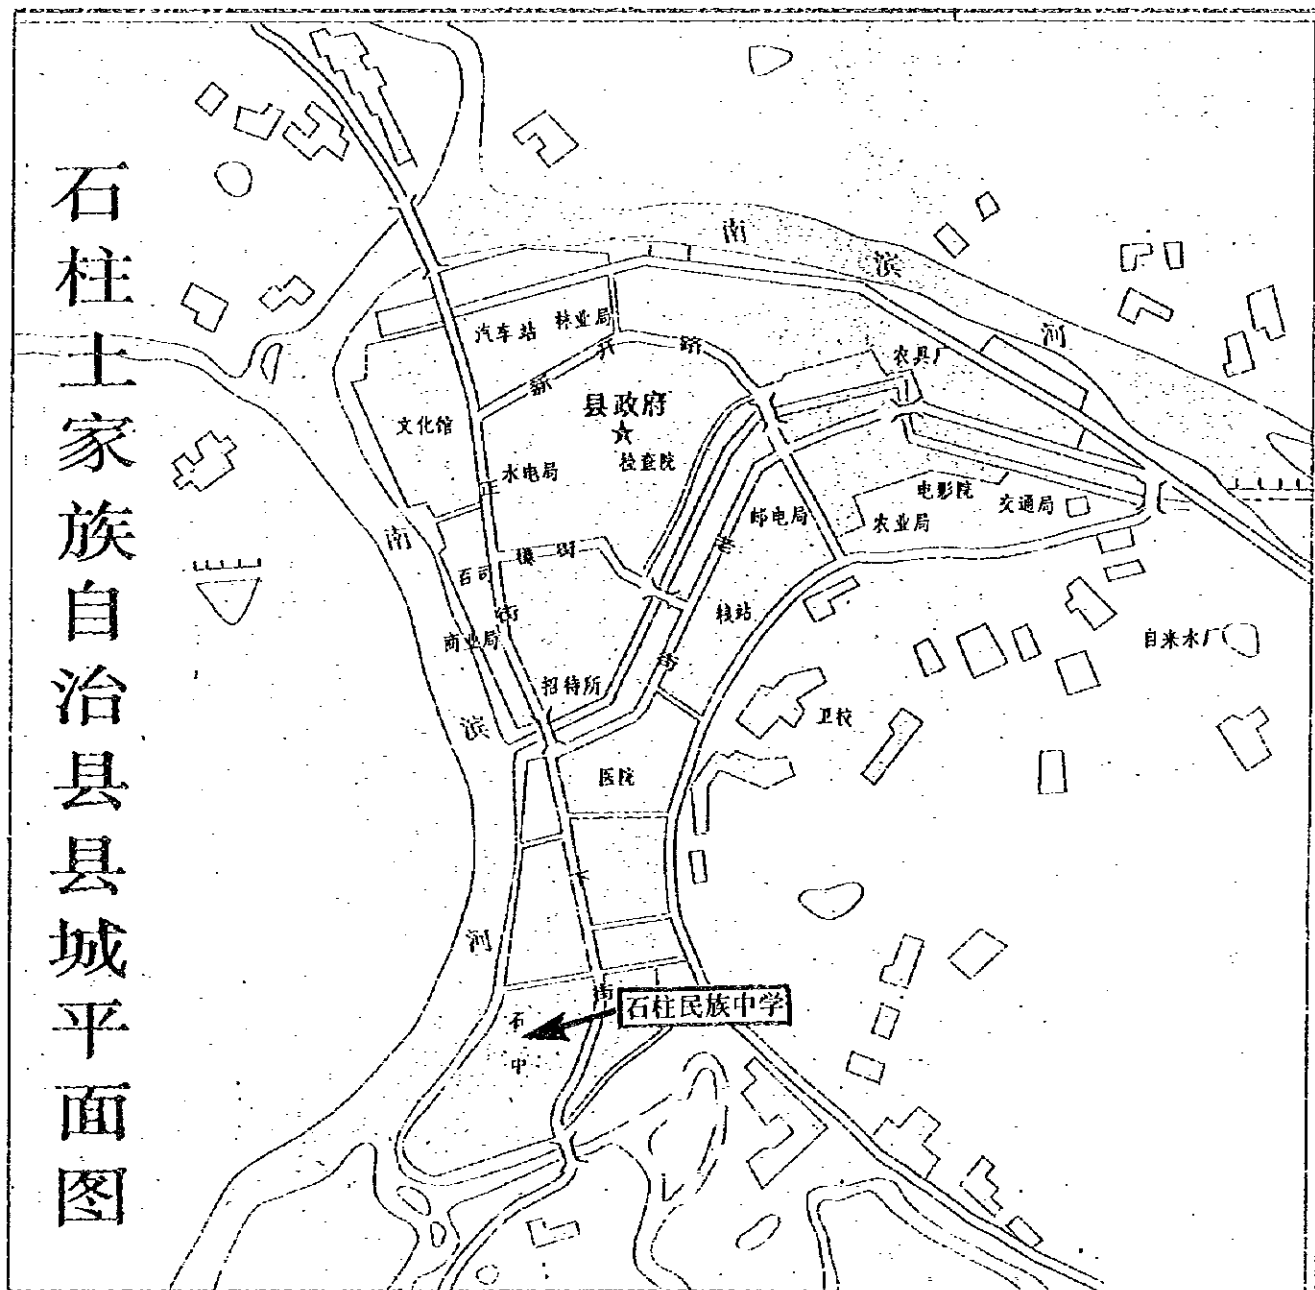 石柱土家族自治县县城平面图
南滨河
汽车站
林业局
新开路
农具厂
县政府
文化馆
检查院
水电局
电影院
交通局
邮电局
农业局
正街
南滨河
横街
百司
老街
粮站
商业局
自来水厂
招待所
卫校
医院
下街
石柱民族中学
石中